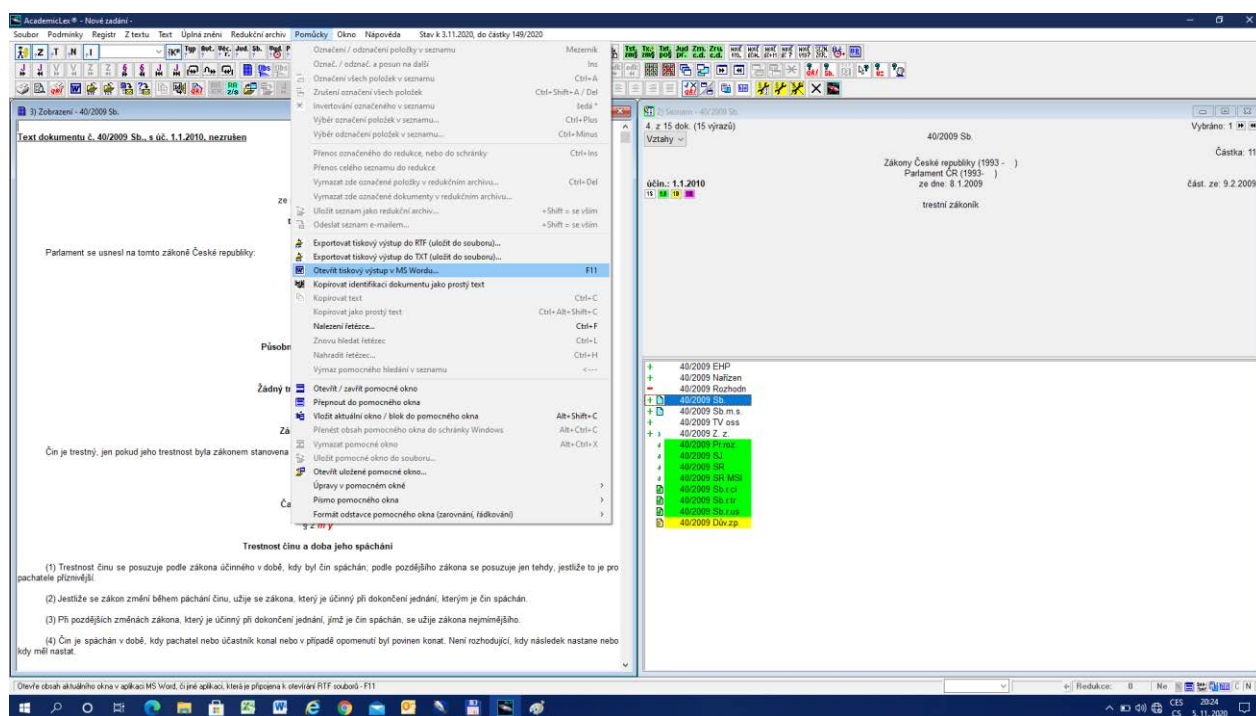 AcademicLex® - Nové zadání -
Soubor Podmínky Registr Z textu Text Úplná znění Redukční archiv Pomůcky Okno Nápověda Stav k 3.11.2020, do částky 149/2020
Označení / odznačení položky v seznamu Mezerník
Označ. / odznač. a posun na další Ins
Označení všech položek v seznamu Ctrl+A
Zrušení označení všech položek Ctrl+Shift+A / Del
Invertování označeného v seznamu šedá *
Výběr označení položek v seznamu... Ctrl+Plus
Výběr odznačení položek v seznamu... Ctrl+Minus
Přenos označeného do redukce, nebo do schránky Ctrl+Ins
Přenos celého seznamu do redukce
Vymazat zde označené položky v redukčním archivu... Ctrl+Del
Vymazat zde označené dokumenty v redukčním archivu...
Uložit seznam jako redukční archiv... +Shift = se vším
Odeslat seznam e-mailem... +Shift = se vším
Exportovat tiskový výstup do RTF (uložit do souboru)...
Exportovat tiskový výstup do TXT (uložit do souboru)...
Otevřít tiskový výstup v MS Wordu... F11
Kopírovat identifikaci dokumentu jako prostý text
Kopírovat text Ctrl+C
Kopírovat jako prostý text Ctrl+Alt+Shift+C
Nalezení řetězce... Ctrl+F
Znovu hledat řetězec Ctrl+L
Nahradit řetězec... Ctrl+H
Výmaz pomocného hledání v seznamu <---
Otevřít / zavřít pomocné okno
Přepnout do pomocného okna
Vložit aktuální okno / blok do pomocného okna Alt+Shift+C
Přenést obsah pomocného okna do schránky Windows Alt+Ctrl+C
Vymazat pomocné okno Alt+Ctrl+X
Uložit pomocné okno do souboru...
Otevřít uložené pomocné okno...
Úpravy v pomocném okně
Písmo pomocného okna
Formát odstavce pomocného okna (zarovnání, řádkování)
3) Zobrazení - 40/2009 Sb.
Text dokumentu č. 40/2009 Sb., s úč. 1.1.2010, nezrušen
ze
Parlament se usnesl na tomto zákoně České republiky:
Působn
Žádný tr
Zá
Čin je trestný, jen pokud jeho trestnost byla zákonem stanovena
Ča
§ 2 m y
Trestnost činu a doba jeho spáchání
(1) Trestnost činu se posuzuje podle zákona účinného v době, kdy byl čin spáchán; podle pozdějšího zákona se posuzuje jen tehdy, jestliže to je pro
pachatele příznivější.
(2) Jestliže se zákon změní během páchání činu, užije se zákona, který je účinný při dokončení jednání, kterým je čin spáchán.
(3) Při pozdějších změnách zákona, který je účinný při dokončení jednání, jímž je čin spáchán, se užije zákona nejmírnějšího.
(4) Čin je spáchán v době, kdy pachatel nebo účastník konal nebo v případě opomenutí byl povinen konat. Není rozhodující, kdy následek nastane nebo
kdy měl nastat.
2) Seznam - 40/2009 Sb.
4. z 15 dok. (15 výrazů) Vybráno: 1
Vztahy
40/2009 Sb.
Částka: 11
Zákony České republiky (1993 - )
Parlament ČR (1993- )
účin.: 1.1.2010 ze dne: 8.1.2009 část. ze: 9.2.2009
trestní zákoník
40/2009 EHP
40/2009 Nařízen
40/2009 Rozhodn
40/2009 Sb.
40/2009 Sb.m.s.
40/2009 TV oss
40/2009 Z. z.
40/2009 Pr.roz.
40/2009 SJ
40/2009 SR
40/2009 SR MSl
40/2009 Sb.r.ci
40/2009 Sb.r.tr
40/2009 Sb.r.us
40/2009 Dův.zp.
Otevře obsah aktuálního okna v aplikaci MS Word, či jiné aplikaci, která je připojena k otevírání RTF souborů - F11
Redukce: 0 Ne C N
CES 20:24
CS 5. 11. 2020